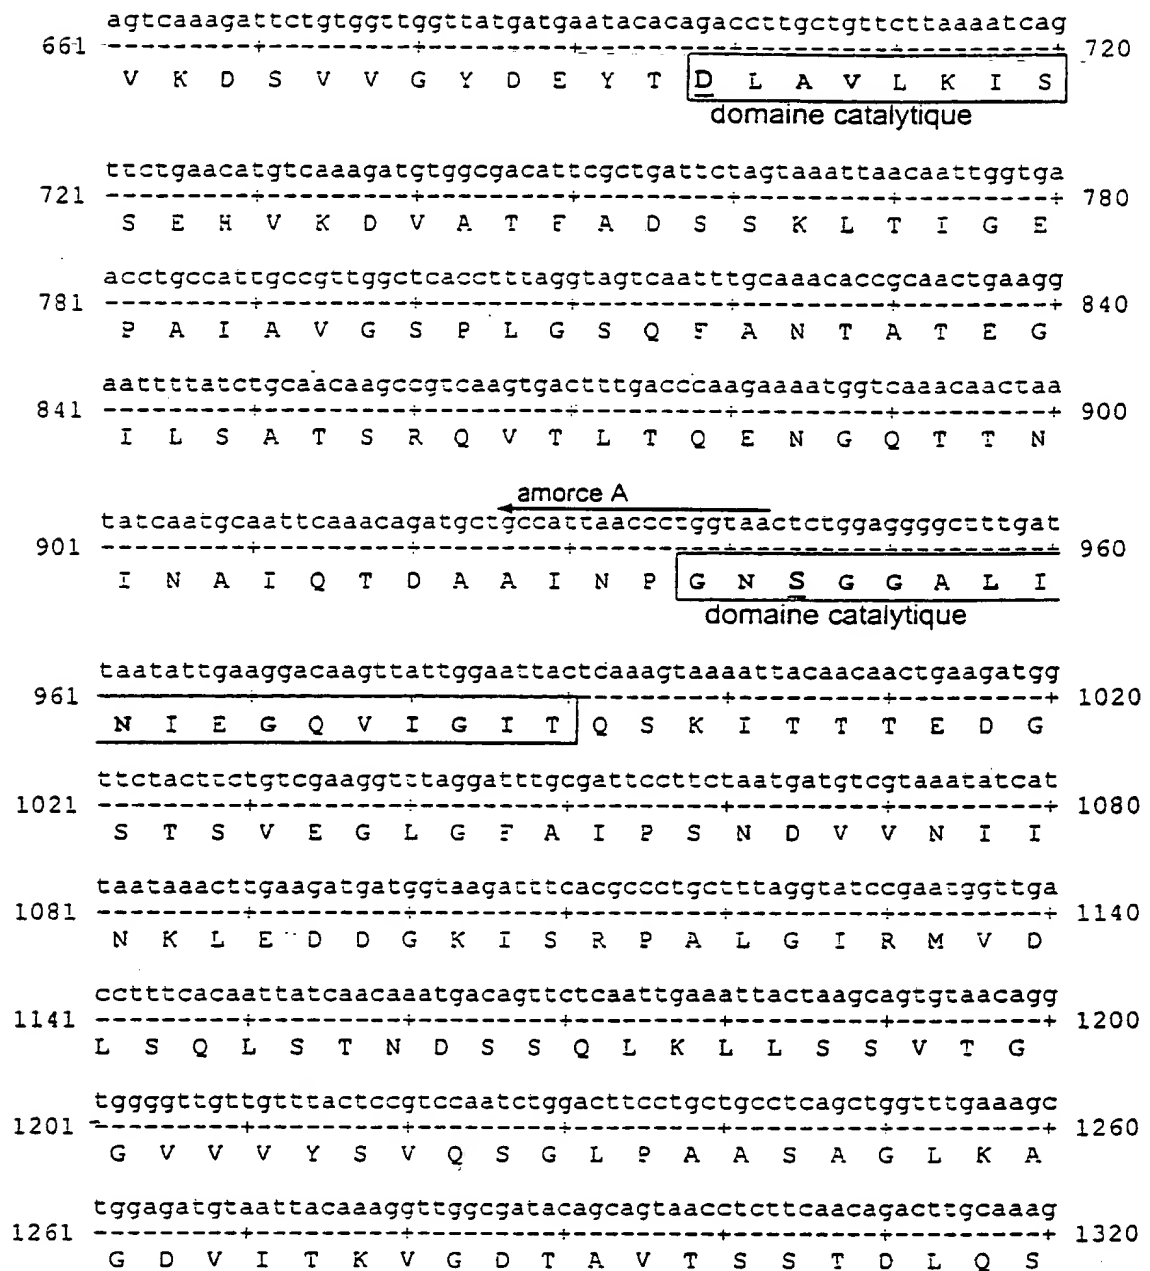 agtcaaagattctgtggttggttatgatgaatacacagaccttgctgttcttaaaatcag
661 ---------+---------+---------+---------+---------+---------+ 720
V K D S V V G Y D E Y T D L A V L K I S
domaine catalytique
ttctgaacatgtcaaagatgtggcgacattcgctgattctagtaaattaacaattggtga
721 ---------+---------+---------+---------+---------+---------+ 780
S E H V K D V A T F A D S S K L T I G E
acctgccattgccgttggctcacctttaggtagtcaatttgcaaacaccgcaactgaagg
781 ---------+---------+---------+---------+---------+---------+ 840
P A I A V G S P L G S Q F A N T A T E G
aattttatctgcaacaagccgtcaagtgactttgacccaagaaaatggtcaaacaactaa
841 ---------+---------+---------+---------+---------+---------+ 900
I L S A T S R Q V T L T Q E N G Q T T N
amorce A
tatcaatgcaattcaaacagatgctgccattaaccctggtaactctggaggggctttgat
901 ---------+---------+---------+---------+---------+---------+ 960
I N A I Q T D A A I N P G N S G G A L I
domaine catalytique
taatattgaaggacaagttattggaattactcaaagtaaaattacaacaactgaagatgg
961 ---------+---------+---------+---------+---------+---------+ 1020
N I E G Q V I G I T Q S K I T T T E D G
ttctacttctgtcgaaggtttaggatttgcgattccttctaatgatgtcgtaaatatcat
1021 ---------+---------+---------+---------+---------+---------+ 1080
S T S V E G L G F A I P S N D V V N I I
taataaacttgaagatgatggtaagatttcacgccctgctttaggtatccgaatggttga
1081 ---------+---------+---------+---------+---------+---------+ 1140
N K L E D D G K I S R P A L G I R M V D
cctttcacaattatcaacaaatgacagttctcaattgaaattactaagcagtgtaacagg
1141 ---------+---------+---------+---------+---------+---------+ 1200
L S Q L S T N D S S Q L K L L S S V T G
tggggttgttgtttactccgtccaatctggacttcctgctgcctcagctggtttgaaagc
1201 ---------+---------+---------+---------+---------+---------+ 1260
G V V V Y S V Q S G L P A A S A G L K A
tggagatgtaattacaaaggttggcgatacagcagtaacctcttcaacagacttgcaaag
1261 ---------+---------+---------+---------+---------+---------+ 1320
G D V I T K V G D T A V T S S T D L Q S